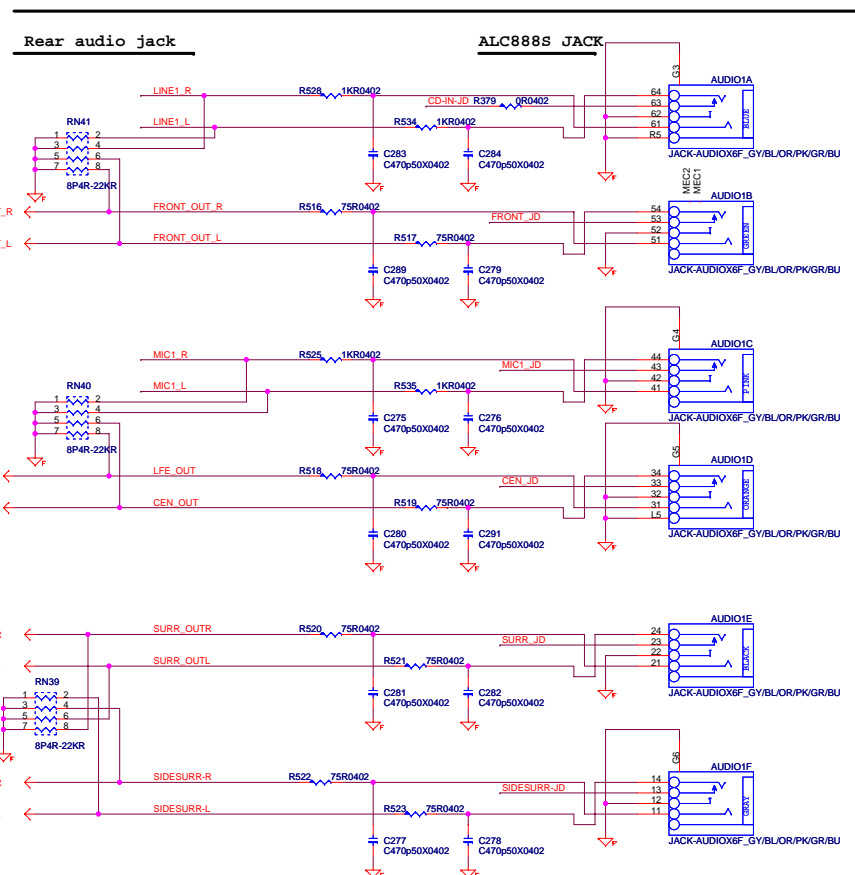 Rear audio jack
ALC888S JACK
G3
AUDIO1A
LINE1_R
R528
1KR0402
CD-IN-JD
R379
0R0402
64
63
62
61
R5
BLUE
RN41
LINE1_L
R534
1KR0402
1
2
3
4
5
6
7
8
8P4R-22KR
C283
C470p50X0402
C284
C470p50X0402
JACK-AUDIOX6F_GY/BL/OR/PK/GR/BU
MEC2
MEC1
F
F
F
F
AUDIO1B
T_R
FRONT_OUT_R
R516
75R0402
FRONT_JD
54
53
52
51
GREEN
T_L
FRONT_OUT_L
R517
75R0402
C289
C470p50X0402
C279
C470p50X0402
JACK-AUDIOX6F_GY/BL/OR/PK/GR/BU
F
F
F
G4
AUDIO1C
MIC1_R
R525
1KR0402
MIC1_JD
44
43
42
41
PINK
RN40
MIC1_L
R535
1KR0402
1
2
3
4
5
6
7
8
8P4R-22KR
C275
C470p50X0402
C276
C470p50X0402
JACK-AUDIOX6F_GY/BL/OR/PK/GR/BU
F
F
F
F
G5
AUDIO1D
LFE_OUT
R518
75R0402
CEN_JD
34
33
32
31
L5
ORANGE
CEN_OUT
R519
75R0402
C280
C470p50X0402
C291
C470p50X0402
JACK-AUDIOX6F_GY/BL/OR/PK/GR/BU
F
F
F
AUDIO1E
R
SURR_OUTR
R520
75R0402
SURR_JD
24
23
22
21
BLACK
SURR_OUTL
R521
75R0402
RN39
1
2
3
4
5
6
7
8
8P4R-22KR
C281
C470p50X0402
C282
C470p50X0402
JACK-AUDIOX6F_GY/BL/OR/PK/GR/BU
F
F
F
F
G6
AUDIO1F
R
SIDESURR-R
R522
75R0402
SIDESURR-JD
14
13
12
11
GRAY
SIDESURR-L
R523
75R0402
C277
C470p50X0402
C278
C470p50X0402
JACK-AUDIOX6F_GY/BL/OR/PK/GR/BU
F
F
F